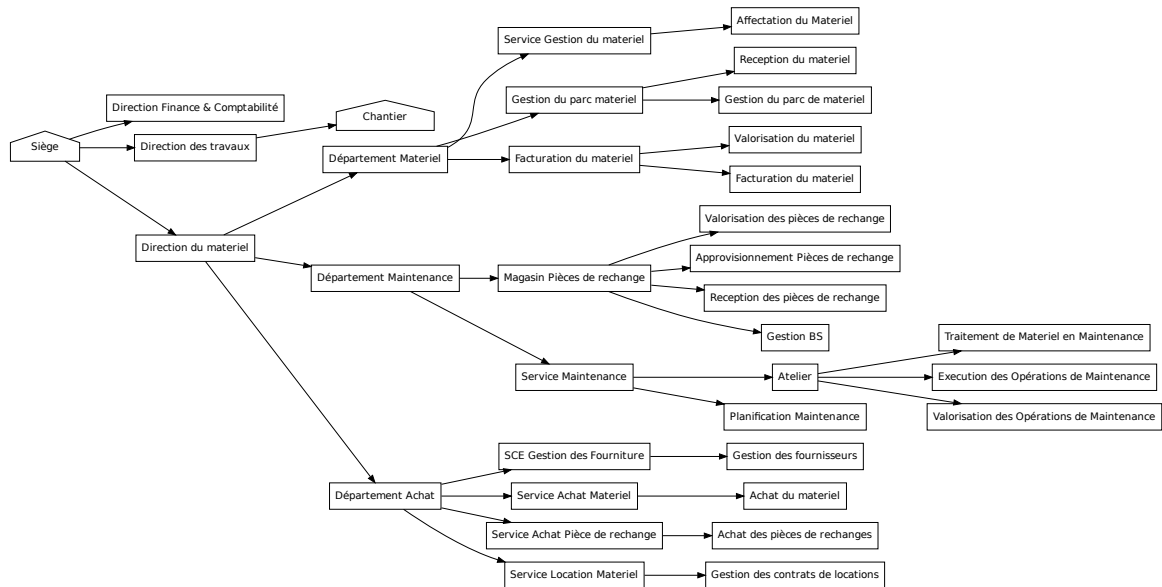 Siège
Direction Finance & Comptabilité
Direction des travaux
Chantier
Direction du materiel
Département Materiel
Service Gestion du materiel
Affectation du Materiel
Gestion du parc materiel
Reception du materiel
Gestion du parc de materiel
Facturation du materiel
Valorisation du materiel
Facturation du materiel
Département Maintenance
Magasin Pièces de rechange
Valorisation des pièces de rechange
Approvisionnement Pièces de rechange
Reception des pièces de rechange
Gestion BS
Service Maintenance
Atelier
Traitement de Materiel en Maintenance
Execution des Opérations de Maintenance
Valorisation des Opérations de Maintenance
Planification Maintenance
Département Achat
SCE Gestion des Fourniture
Gestion des fournisseurs
Service Achat Materiel
Achat du materiel
Service Achat Pièce de rechange
Achat des pièces de rechanges
Service Location Materiel
Gestion des contrats de locations